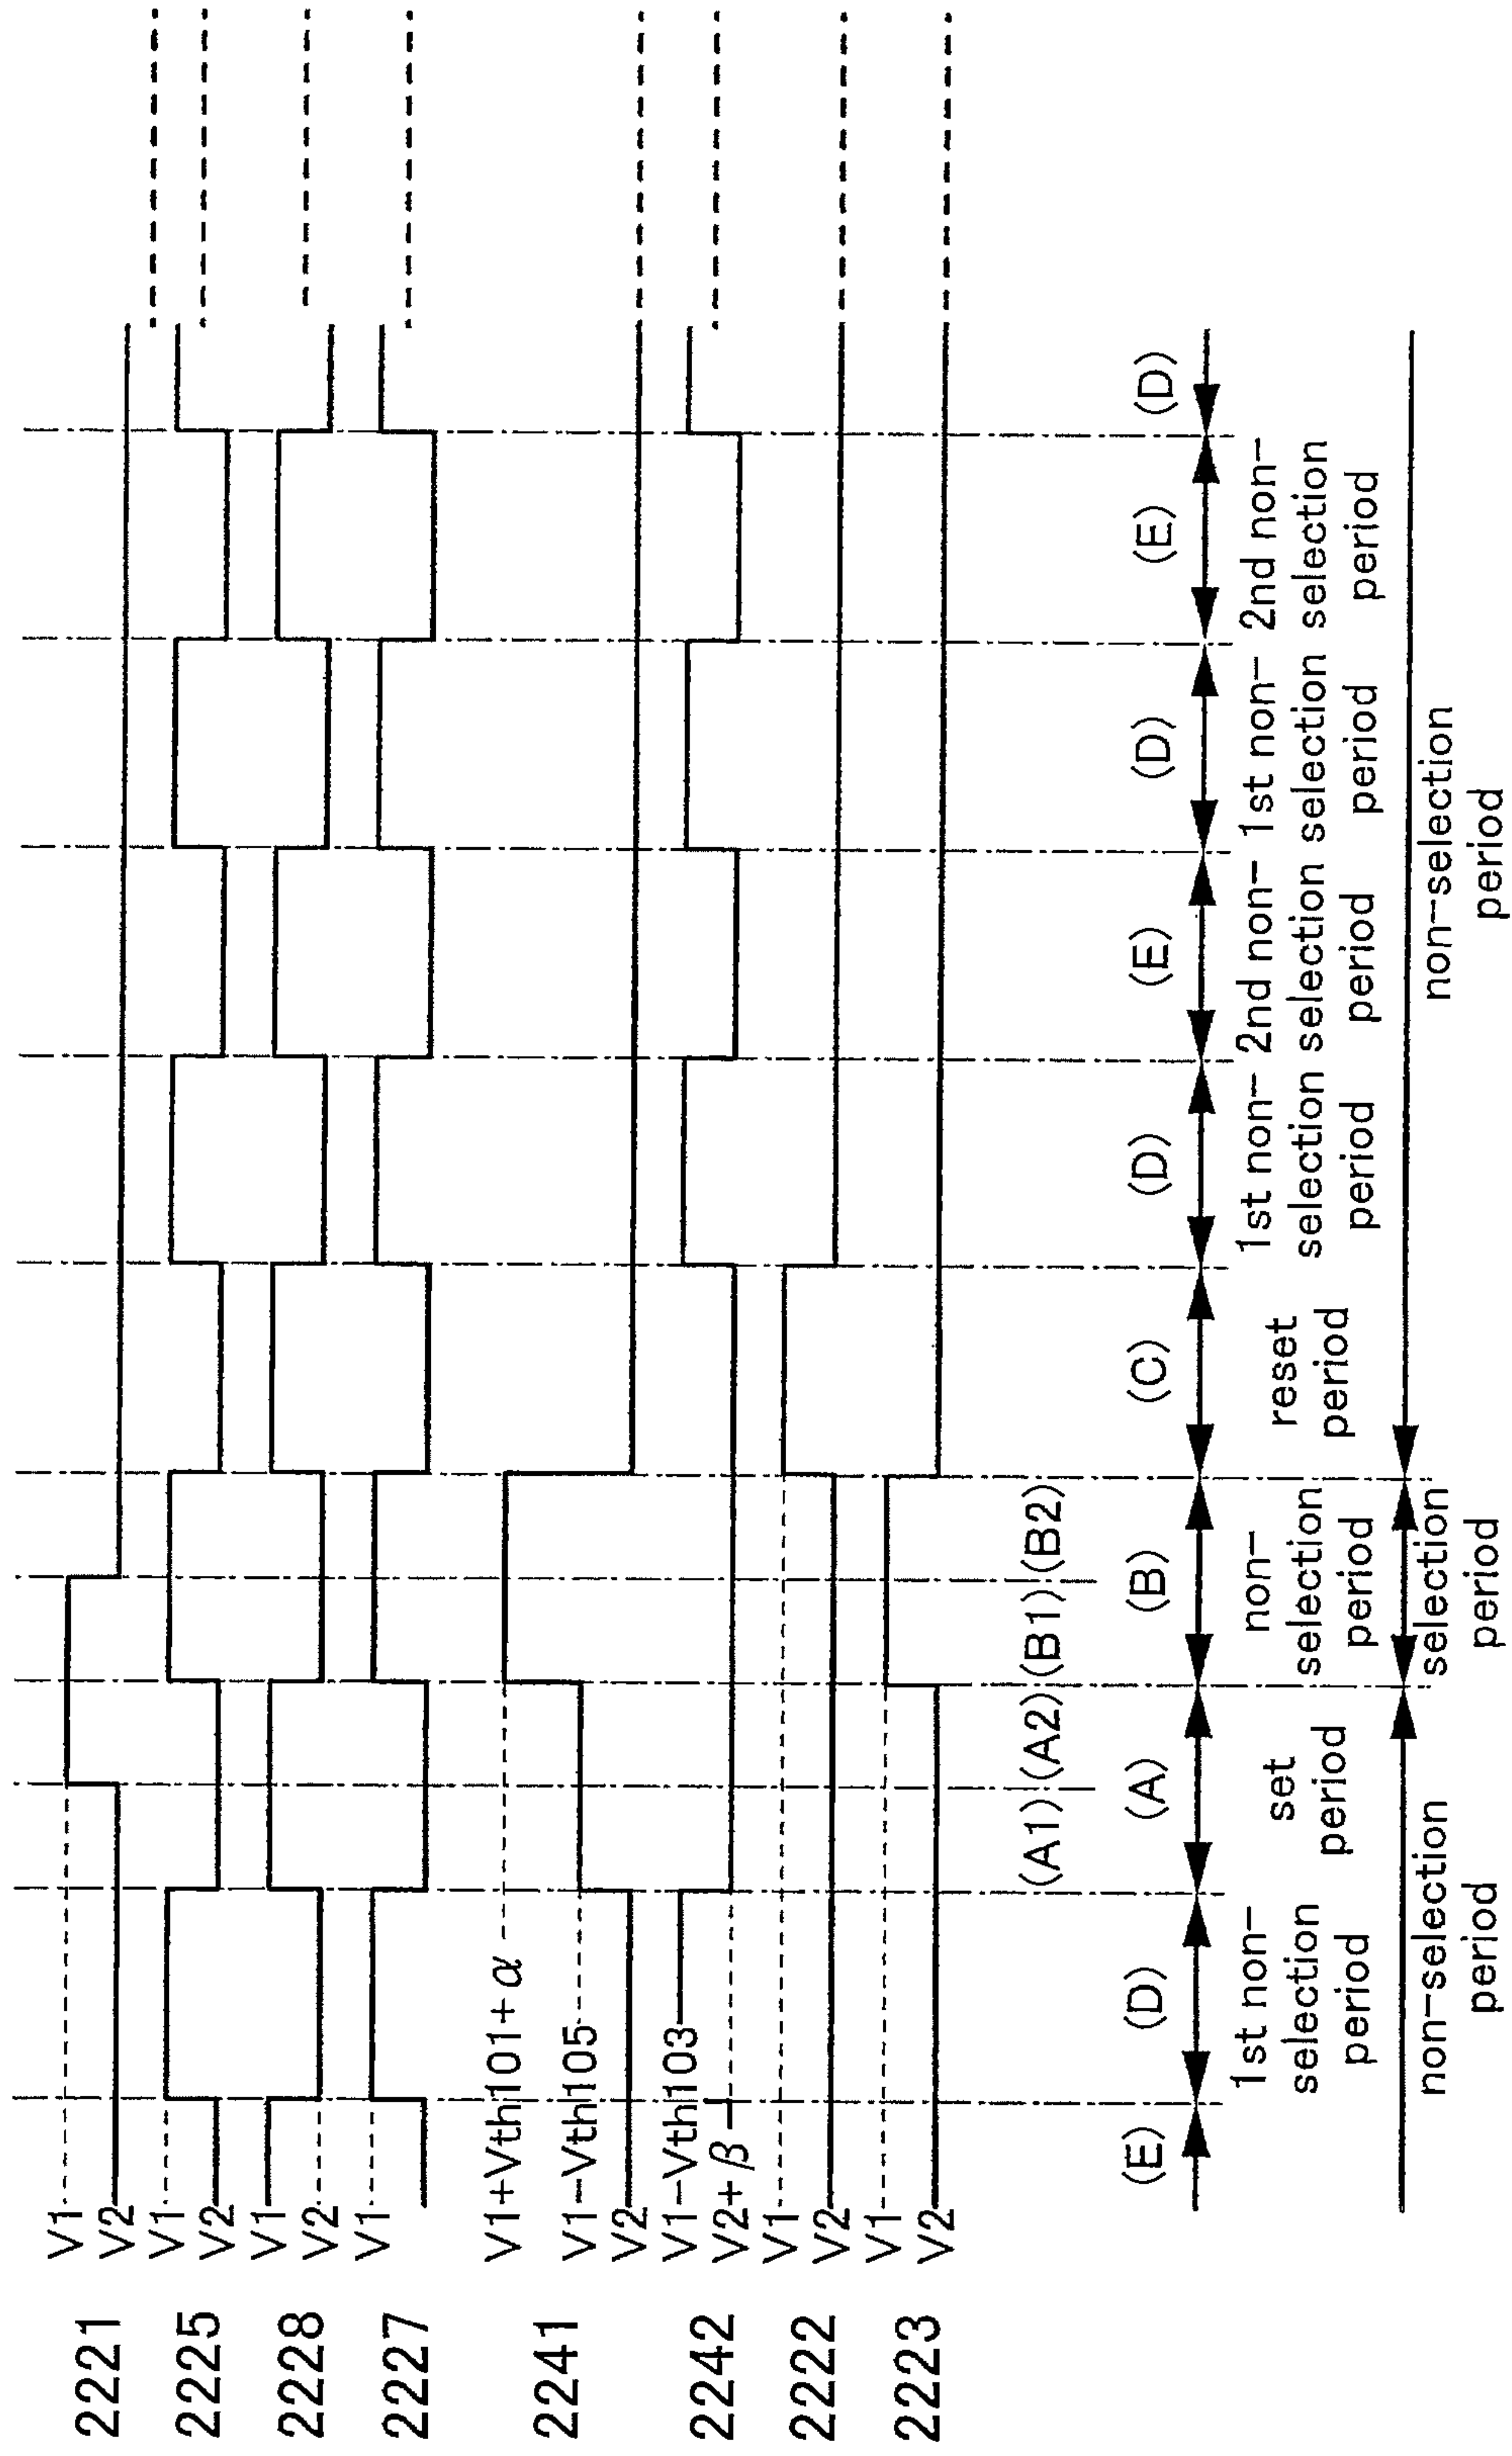 2221
V1
V2
2225
V1
V2
2228
V1
V2
2227
V1
2241
V1+Vth101+α
V1-Vth105
V2
2242
V1-Vth103
V2+β
2222
V1
V2
2223
V1
V2
(A1)(A2)(B1)(B2)
(E) (D) (A) (B) (C) (D) (E) (D) (E) (D)
1st non-
selection
period
set
period
non-
selection
period
reset
period
1st non-
selection
period
2nd non-
selection
period
1st non-
selection
period
2nd non-
selection
period
non-selection
period
selection
period
non-selection
period